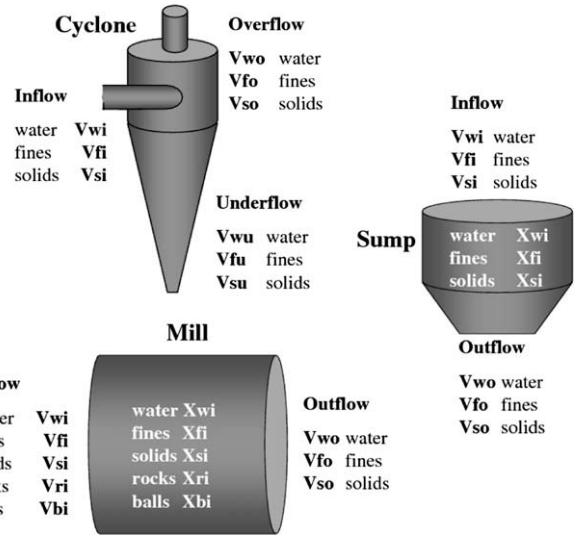 Cyclone
Overflow
Vwo water
Vfo fines
Vso solids
Inflow
water Vwi
fines Vfi
solids Vsi
Underflow
Vwu water
Vfu fines
Vsu solids
Inflow
Vwi water
Vfi fines
Vsi solids
Sump
water Xwi
fines Xfi
solids Xsi
Outflow
Vwo water
Vfo fines
Vso solids
Mill
Vwi
Vfi
Vsi
Vri
Vbi
water Xwi
fines Xfi
solids Xsi
rocks Xri
balls Xbi
Outflow
Vwo water
Vfo fines
Vso solids